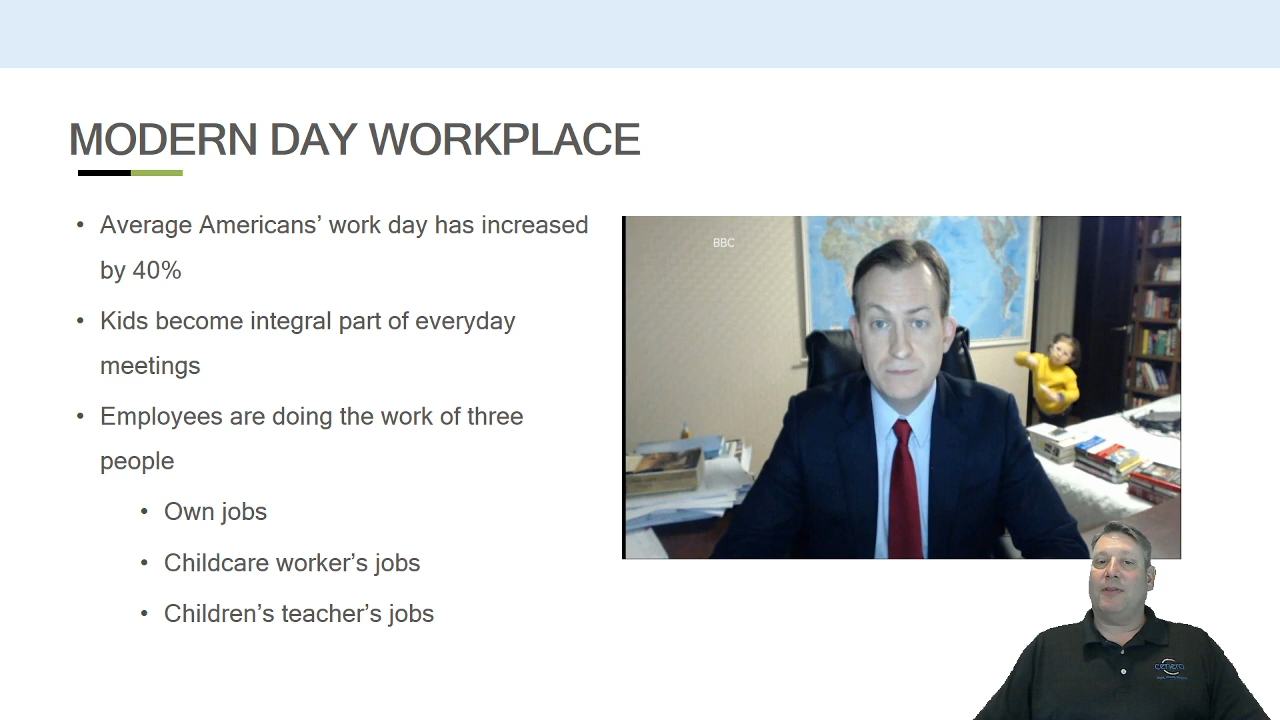 MODERN DAY WORKPLACE
• Average Americans’ work day has increased
by 40%
• Kids become integral part of everyday
meetings
• Employees are doing the work of three
people
• Own jobs
• Childcare worker’s jobs
• Children’s teacher’s jobs
BBC